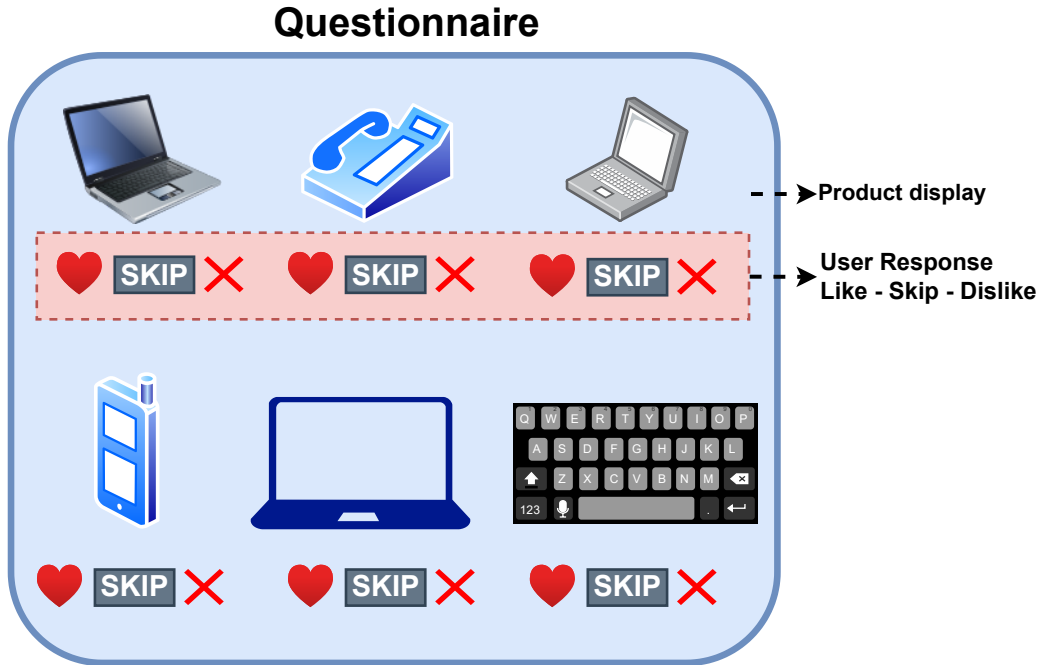 Questionnaire
Product display
SKIP SKIP SKIP
User Response
Like - Skip - Dislike
Q W E R T Y U I O P
A S D F G H J K L
Z X C V B N M
123 .
SKIP SKIP SKIP